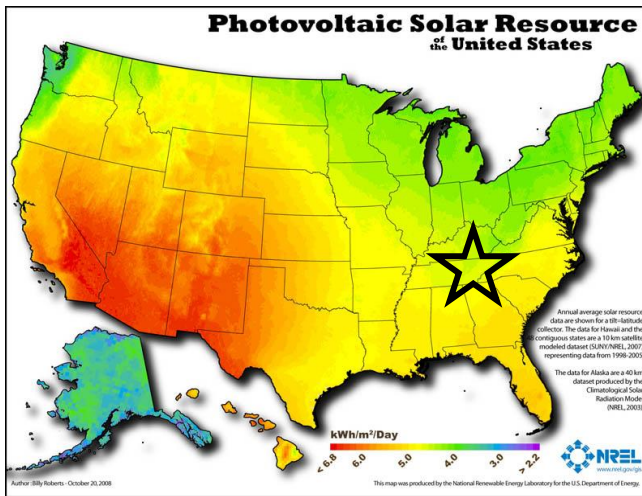 Photovoltaic Solar Resource
of the United States
Annual average solar resource
data are shown for a tilt=latitude
collector. The data for Hawaii and the
contiguous states are a 10 km satellite
modeled dataset (SUNY/NREL, 2007)
representing data from 1998-2005.
The data for Alaska are a 40 km
dataset produced by the
Climatological Solar
Radiation Model
(NREL, 2003).
kWh/m²/Day
< 6.8
6.0
5.0
4.0
3.0
> 2.2
NREL
www.nrel.gov/gis
Author : Billy Roberts - October 20, 2008
This map was produced by the National Renewable Energy Laboratory for the U.S. Department of Energy.